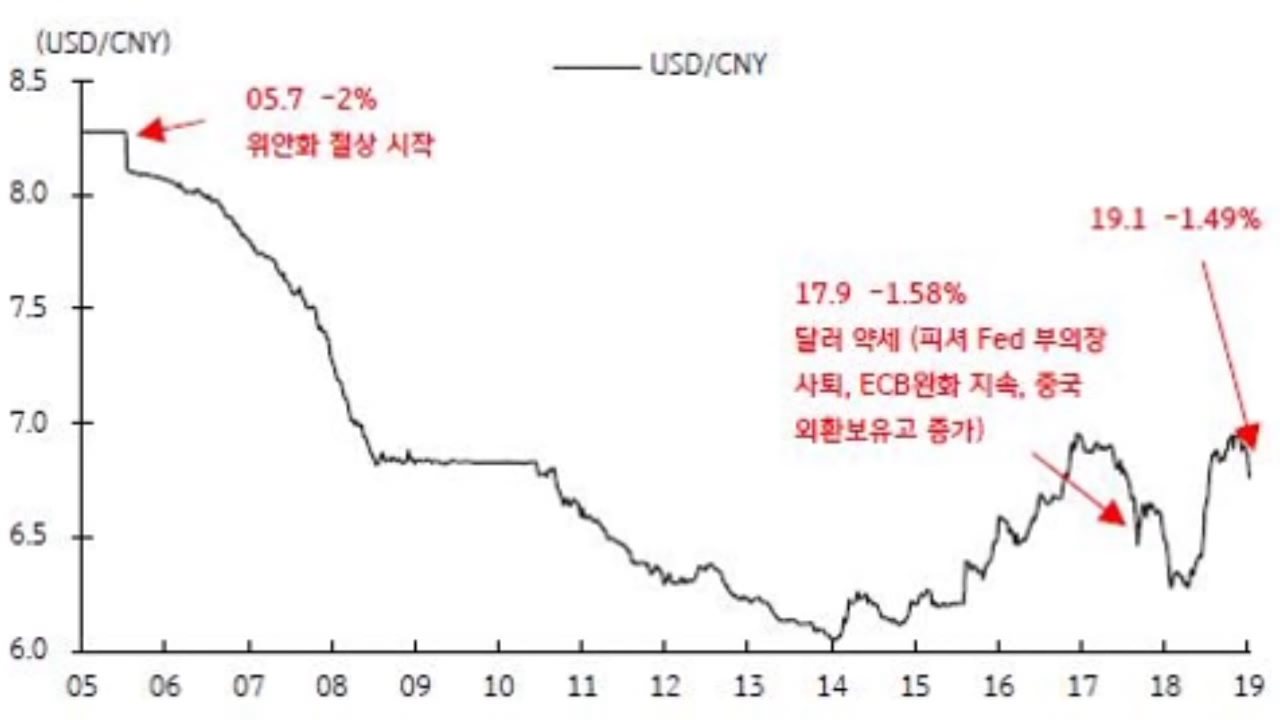 (USD/CNY)
USD/CNY
8.5
05.7 -2%
위안화 절상 시작
8.0
19.1 -1.49%
7.5
17.9 -1.58%
달러 약세 (피셔 Fed 부의장
사퇴, ECB완화 지속, 중국
외환보유고 증가)
7.0
6.5
6.0
05 06 07 08 09 10 11 12 13 14 15 16 17 18 19